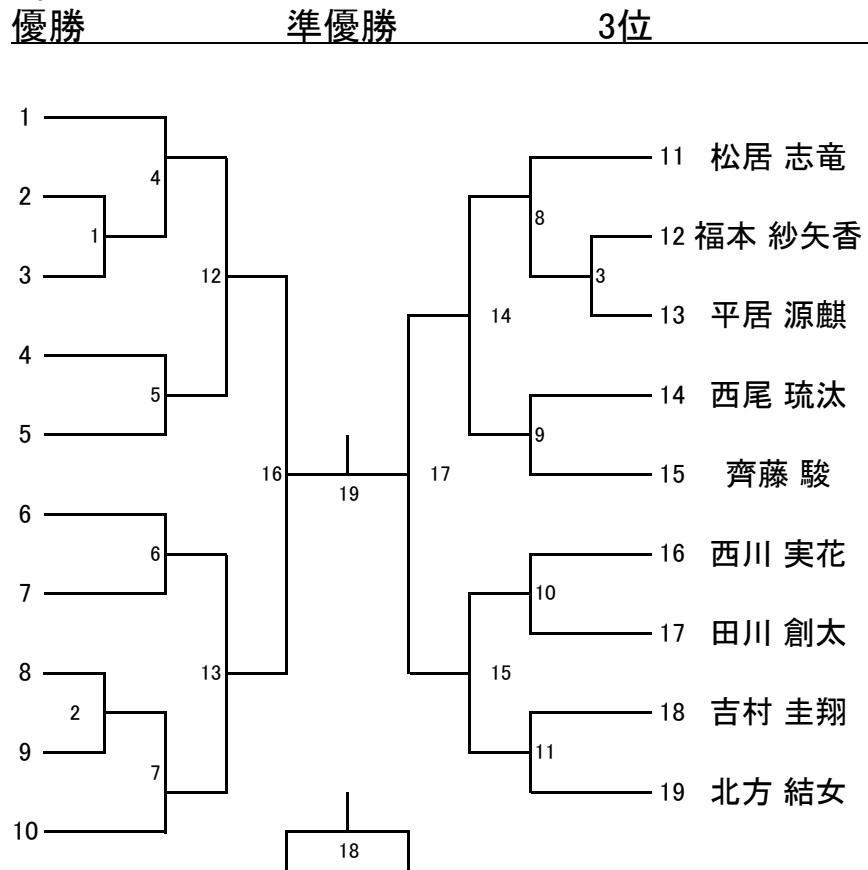 優勝 準優勝 3位
1
11 松居 志竜
4
2
8
1
12 福本 紗矢香
3
12
3
13 平居 源麒
14
4
5
14 西尾 琉汰
5
9
16
17
15 齊藤 駿
19
6
6
16 西川 実花
7
10
17 田川 創太
8
13
15
2
18 吉村 圭翔
9
11
7
19 北方 結女
10
18